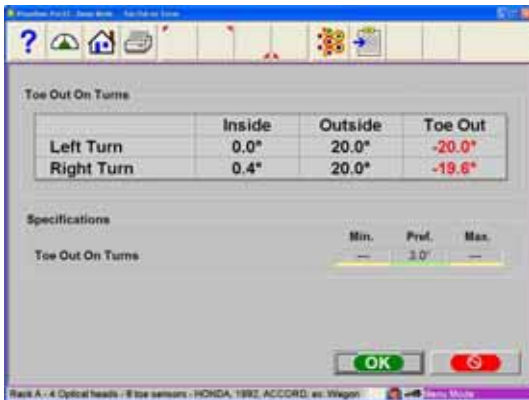 Toe Out On Turns
Inside Outside Toe Out
Left Turn 0.0° 20.0° -20.0°
Right Turn 0.4° 20.0° -19.6°
Specifications
Min. Pref. Max.
Toe Out On Turns --- 3.0° ---
OK
Rack A - 4 Optical heads - 8 toe sensors - HONDA, 1992, ACCORD, ex. Wagon Menu Mode